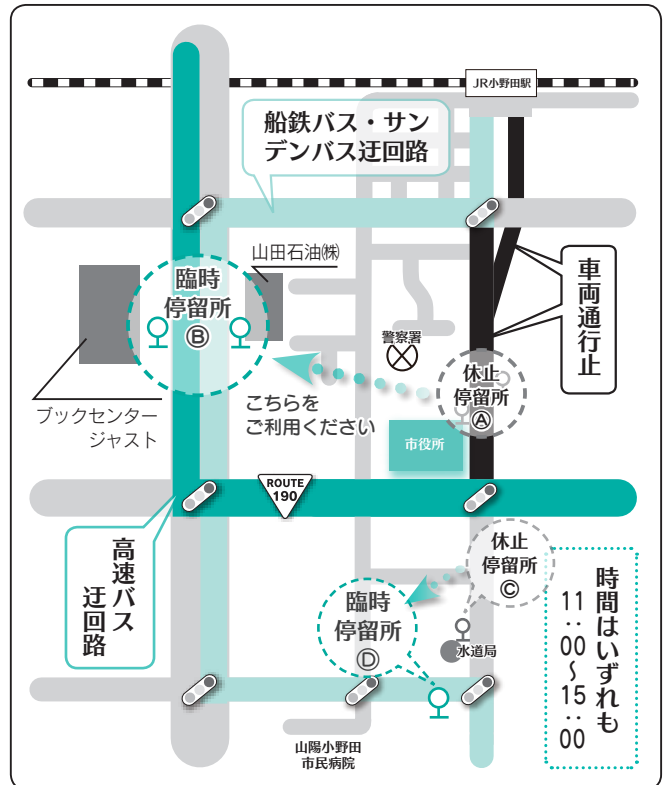 JR小野田駅
船鉄バス・サン
デンバス迂回路
山田石油㈱
臨時
停留所
Ⓑ
車両通行止
警察署
休止
停留所
Ⓐ
こちらを
ご利用ください
ブックセンター
ジャスト
市役所
ROUTE
190
高速バス
迂回路
休止
停留所
Ⓒ
臨時
停留所
Ⓓ
水道局
時間はいずれも
11:00〜15:00
山陽小野田
市民病院